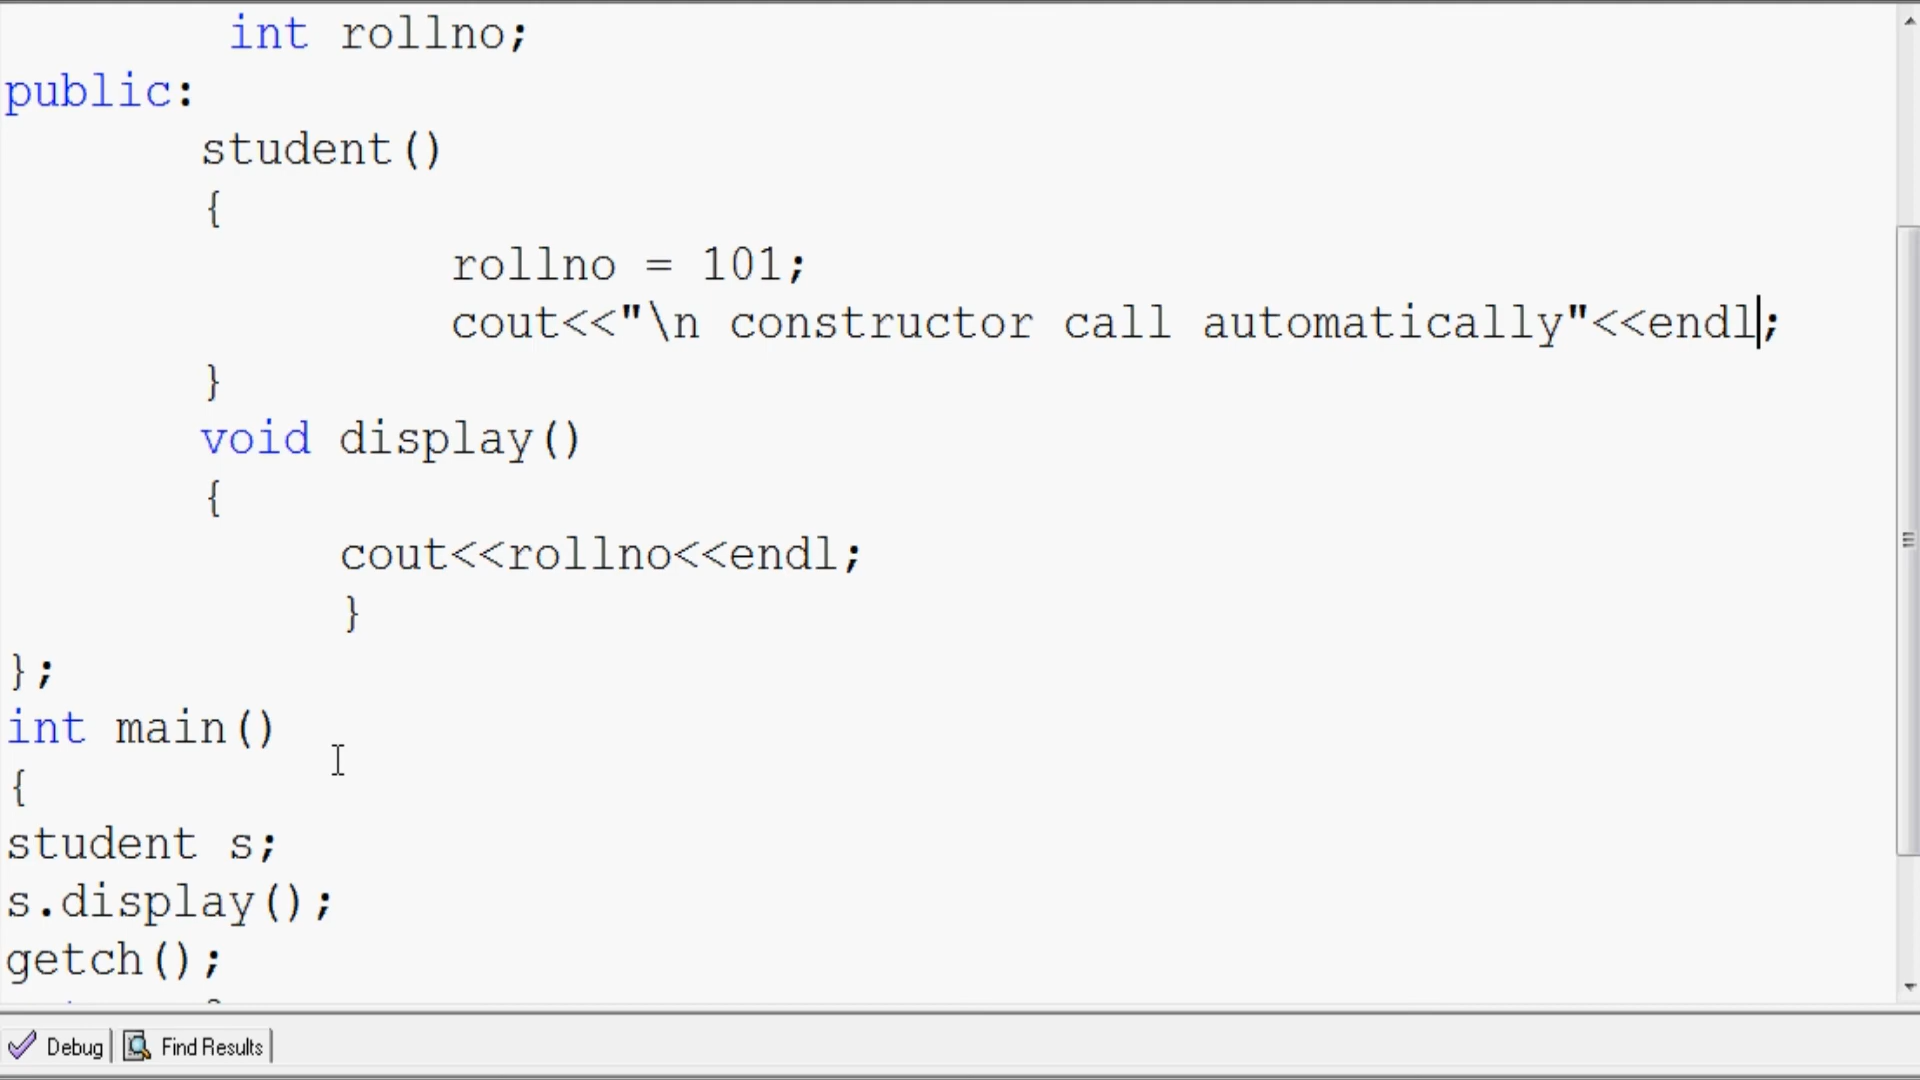 int rollno;
public:
student()
{
rollno = 101;
cout<<"\n constructor call automatically"<<endl;
}
void display()
{
cout<<rollno<<endl;
}
};
int main()
{
student s;
s.display();
getch();
Debug
Find Results